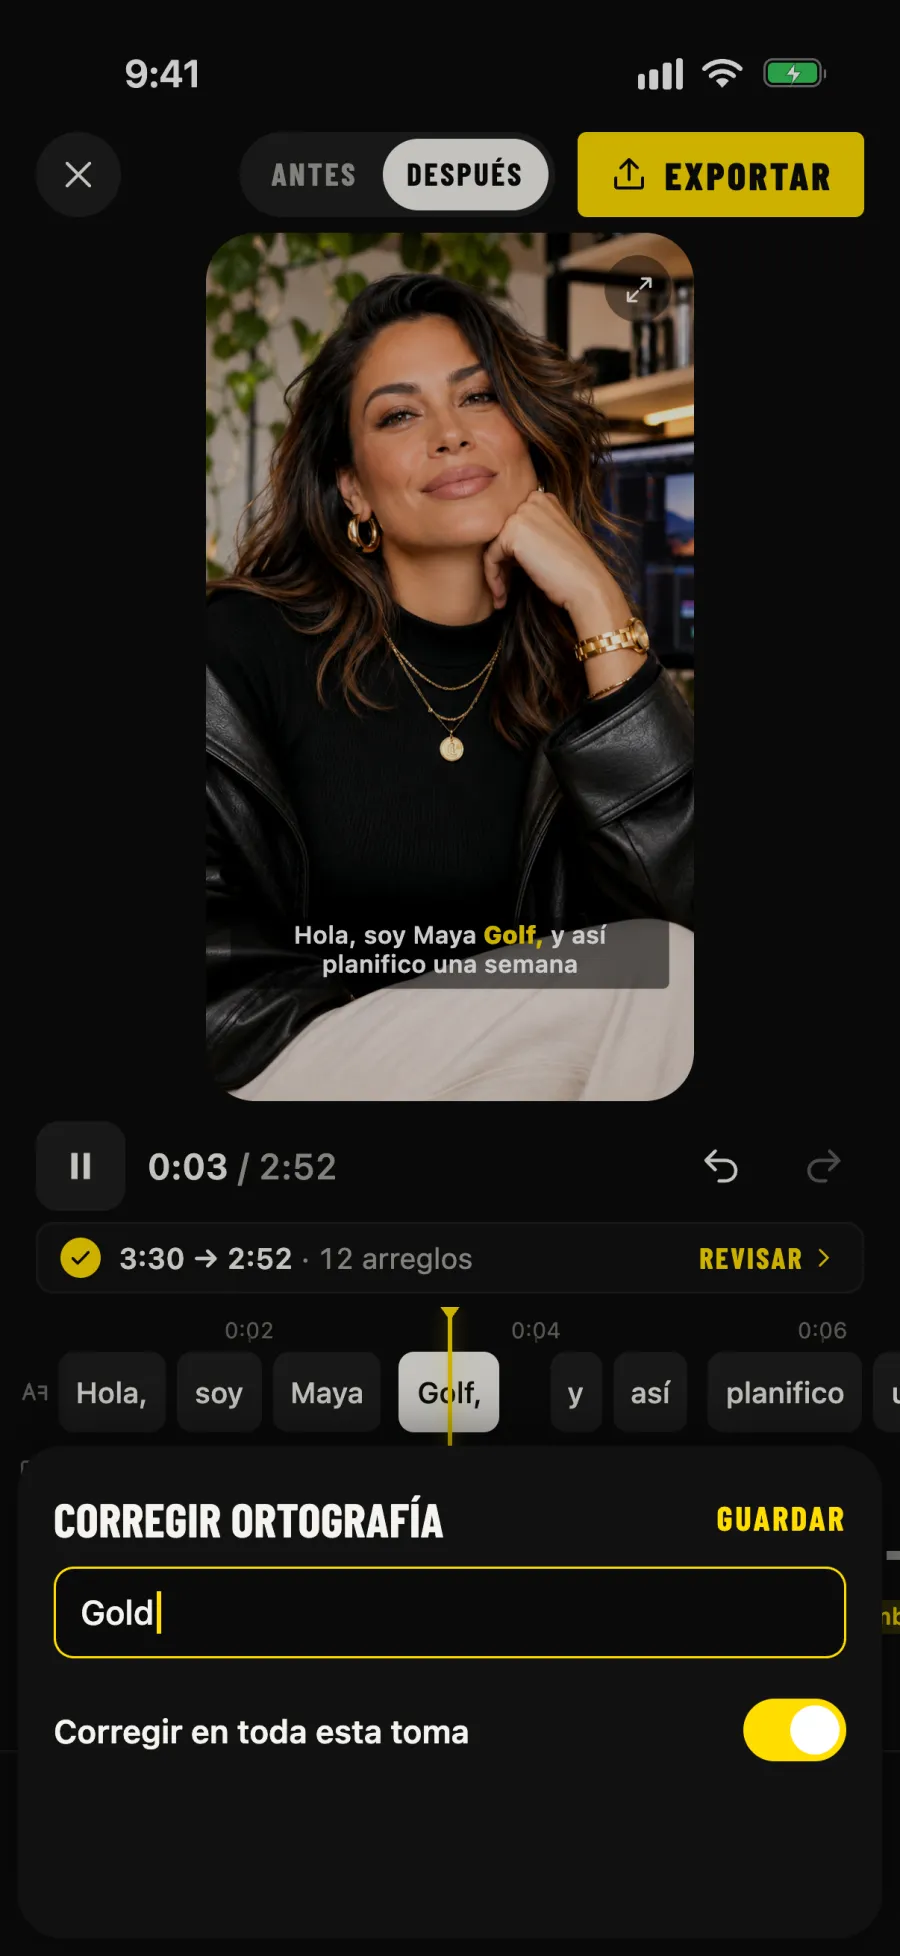 9:41
ANTES DESPUÉS EXPORTAR
Hola, soy Maya Golf, y así
planifico una semana
0:03 / 2:52
3:30 → 2:52 · 12 arreglos REVISAR
0:02 0:04 0:06
Hola, soy Maya Golf, y así planifico
CORREGIR ORTOGRAFÍA GUARDAR
Gold
Corregir en toda esta toma